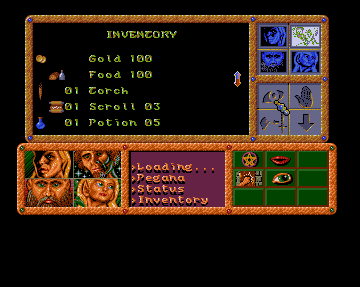 INVENTORY
Gold 100
Food 100
01 Torch
01 Scroll 03
01 Potion 05
Loading...
Pegana
Status
Inventory